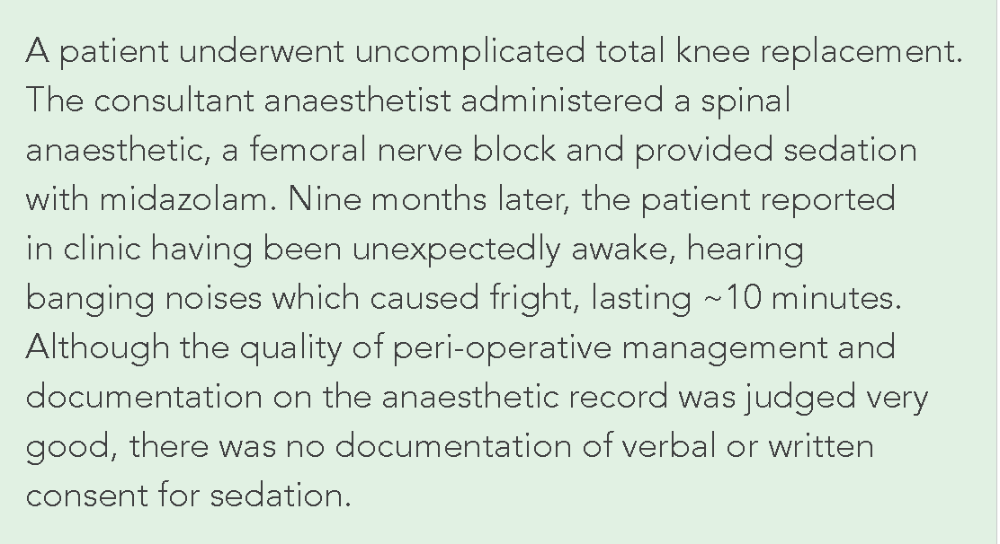 A patient underwent uncomplicated total knee replacement.
The consultant anaesthetist administered a spinal
anaesthetic, a femoral nerve block and provided sedation
with midazolam. Nine months later, the patient reported
in clinic having been unexpectedly awake, hearing
banging noises which caused fright, lasting ~10 minutes.
Although the quality of peri-operative management and
documentation on the anaesthetic record was judged very
good, there was no documentation of verbal or written
consent for sedation.